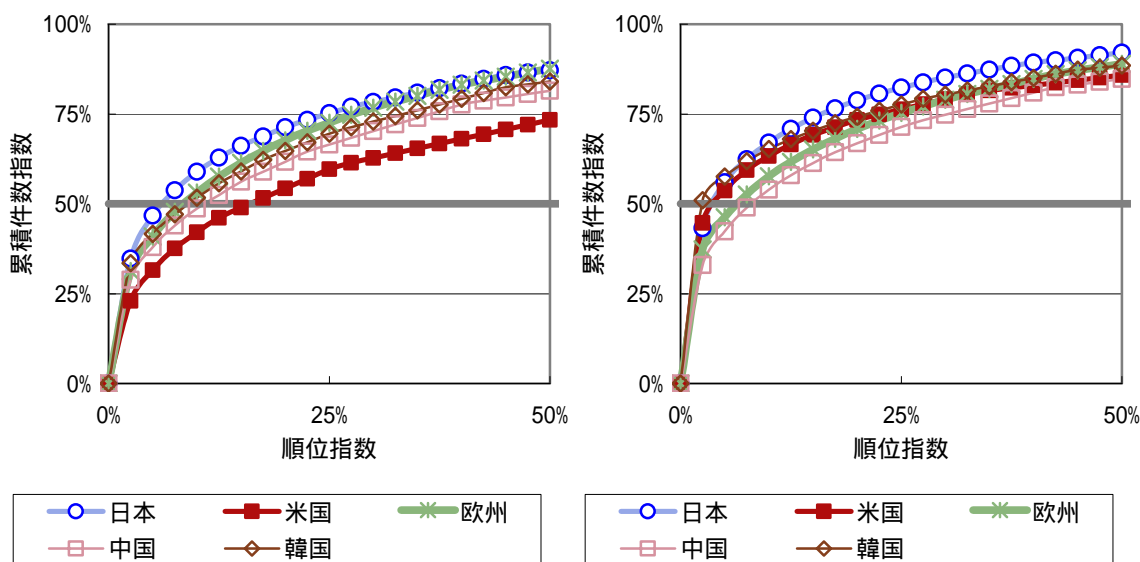 100%
75%
50%
25%
0%
累積件数指数
0%
25%
50%
順位指数
日本
米国
欧州
中国
韓国
100%
75%
50%
25%
0%
累積件数指数
0%
25%
50%
順位指数
日本
米国
欧州
中国
韓国